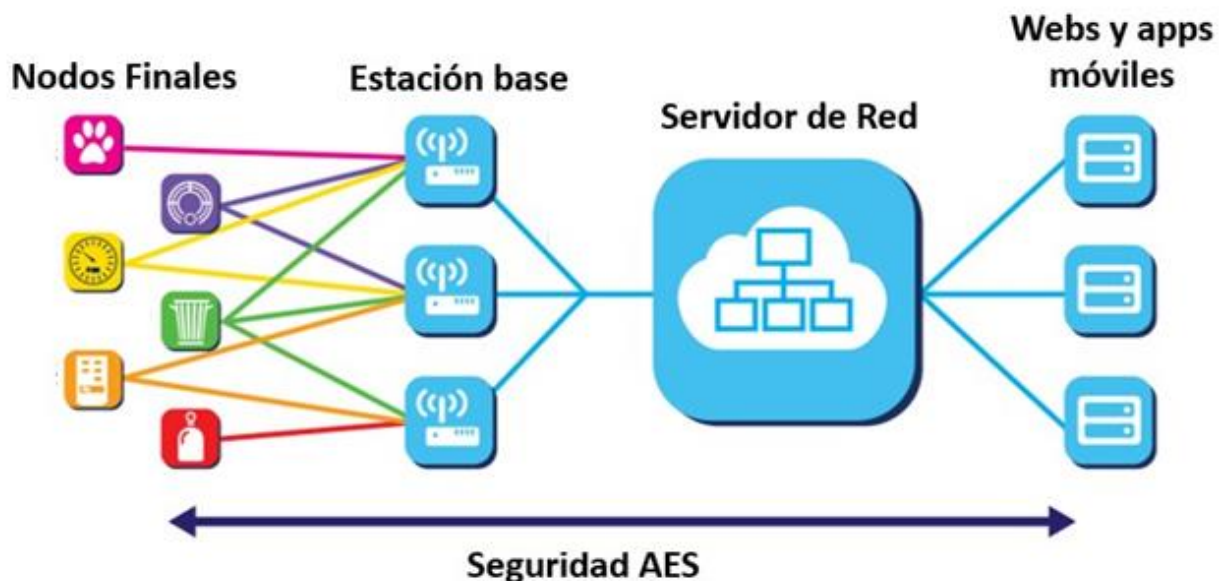 Webs y apps
móviles
Nodos Finales
Estación base
Servidor de Red
Seguridad AES